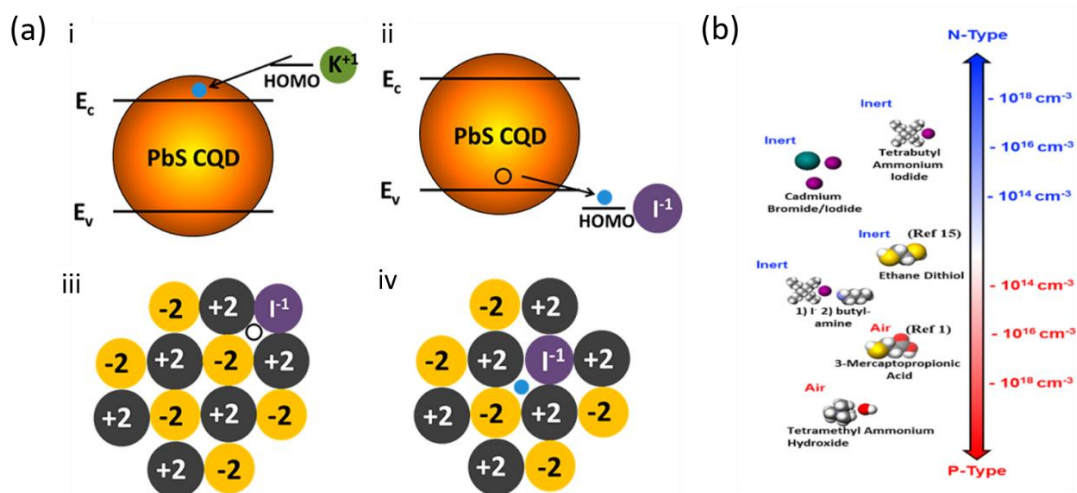 (a)
i
K+1
HOMO
Ec
PbS CQD
Ev
ii
Ec
PbS CQD
Ev
HOMO
I-1
iii
-2 +2 I-1
-2 +2 -2 +2
+2 -2 +2 -2
+2 -2
iv
-2 +2
-2 +2 I-1 +2
+2 -2 +2 -2
+2 -2
(b)
N-Type
- 10^18 cm^-3
Inert
Tetrabutyl
Ammonium
Iodide
- 10^16 cm^-3
Inert
Cadmium
Bromide/Iodide
- 10^14 cm^-3
Inert (Ref 15)
Ethane Dithiol
Inert
1) I- 2) butyl-
amine
- 10^14 cm^-3
Air (Ref 1)
3-Mercaptopropionic
Acid
- 10^16 cm^-3
Air
Tetramethyl Ammonium
Hydroxide
- 10^18 cm^-3
P-Type